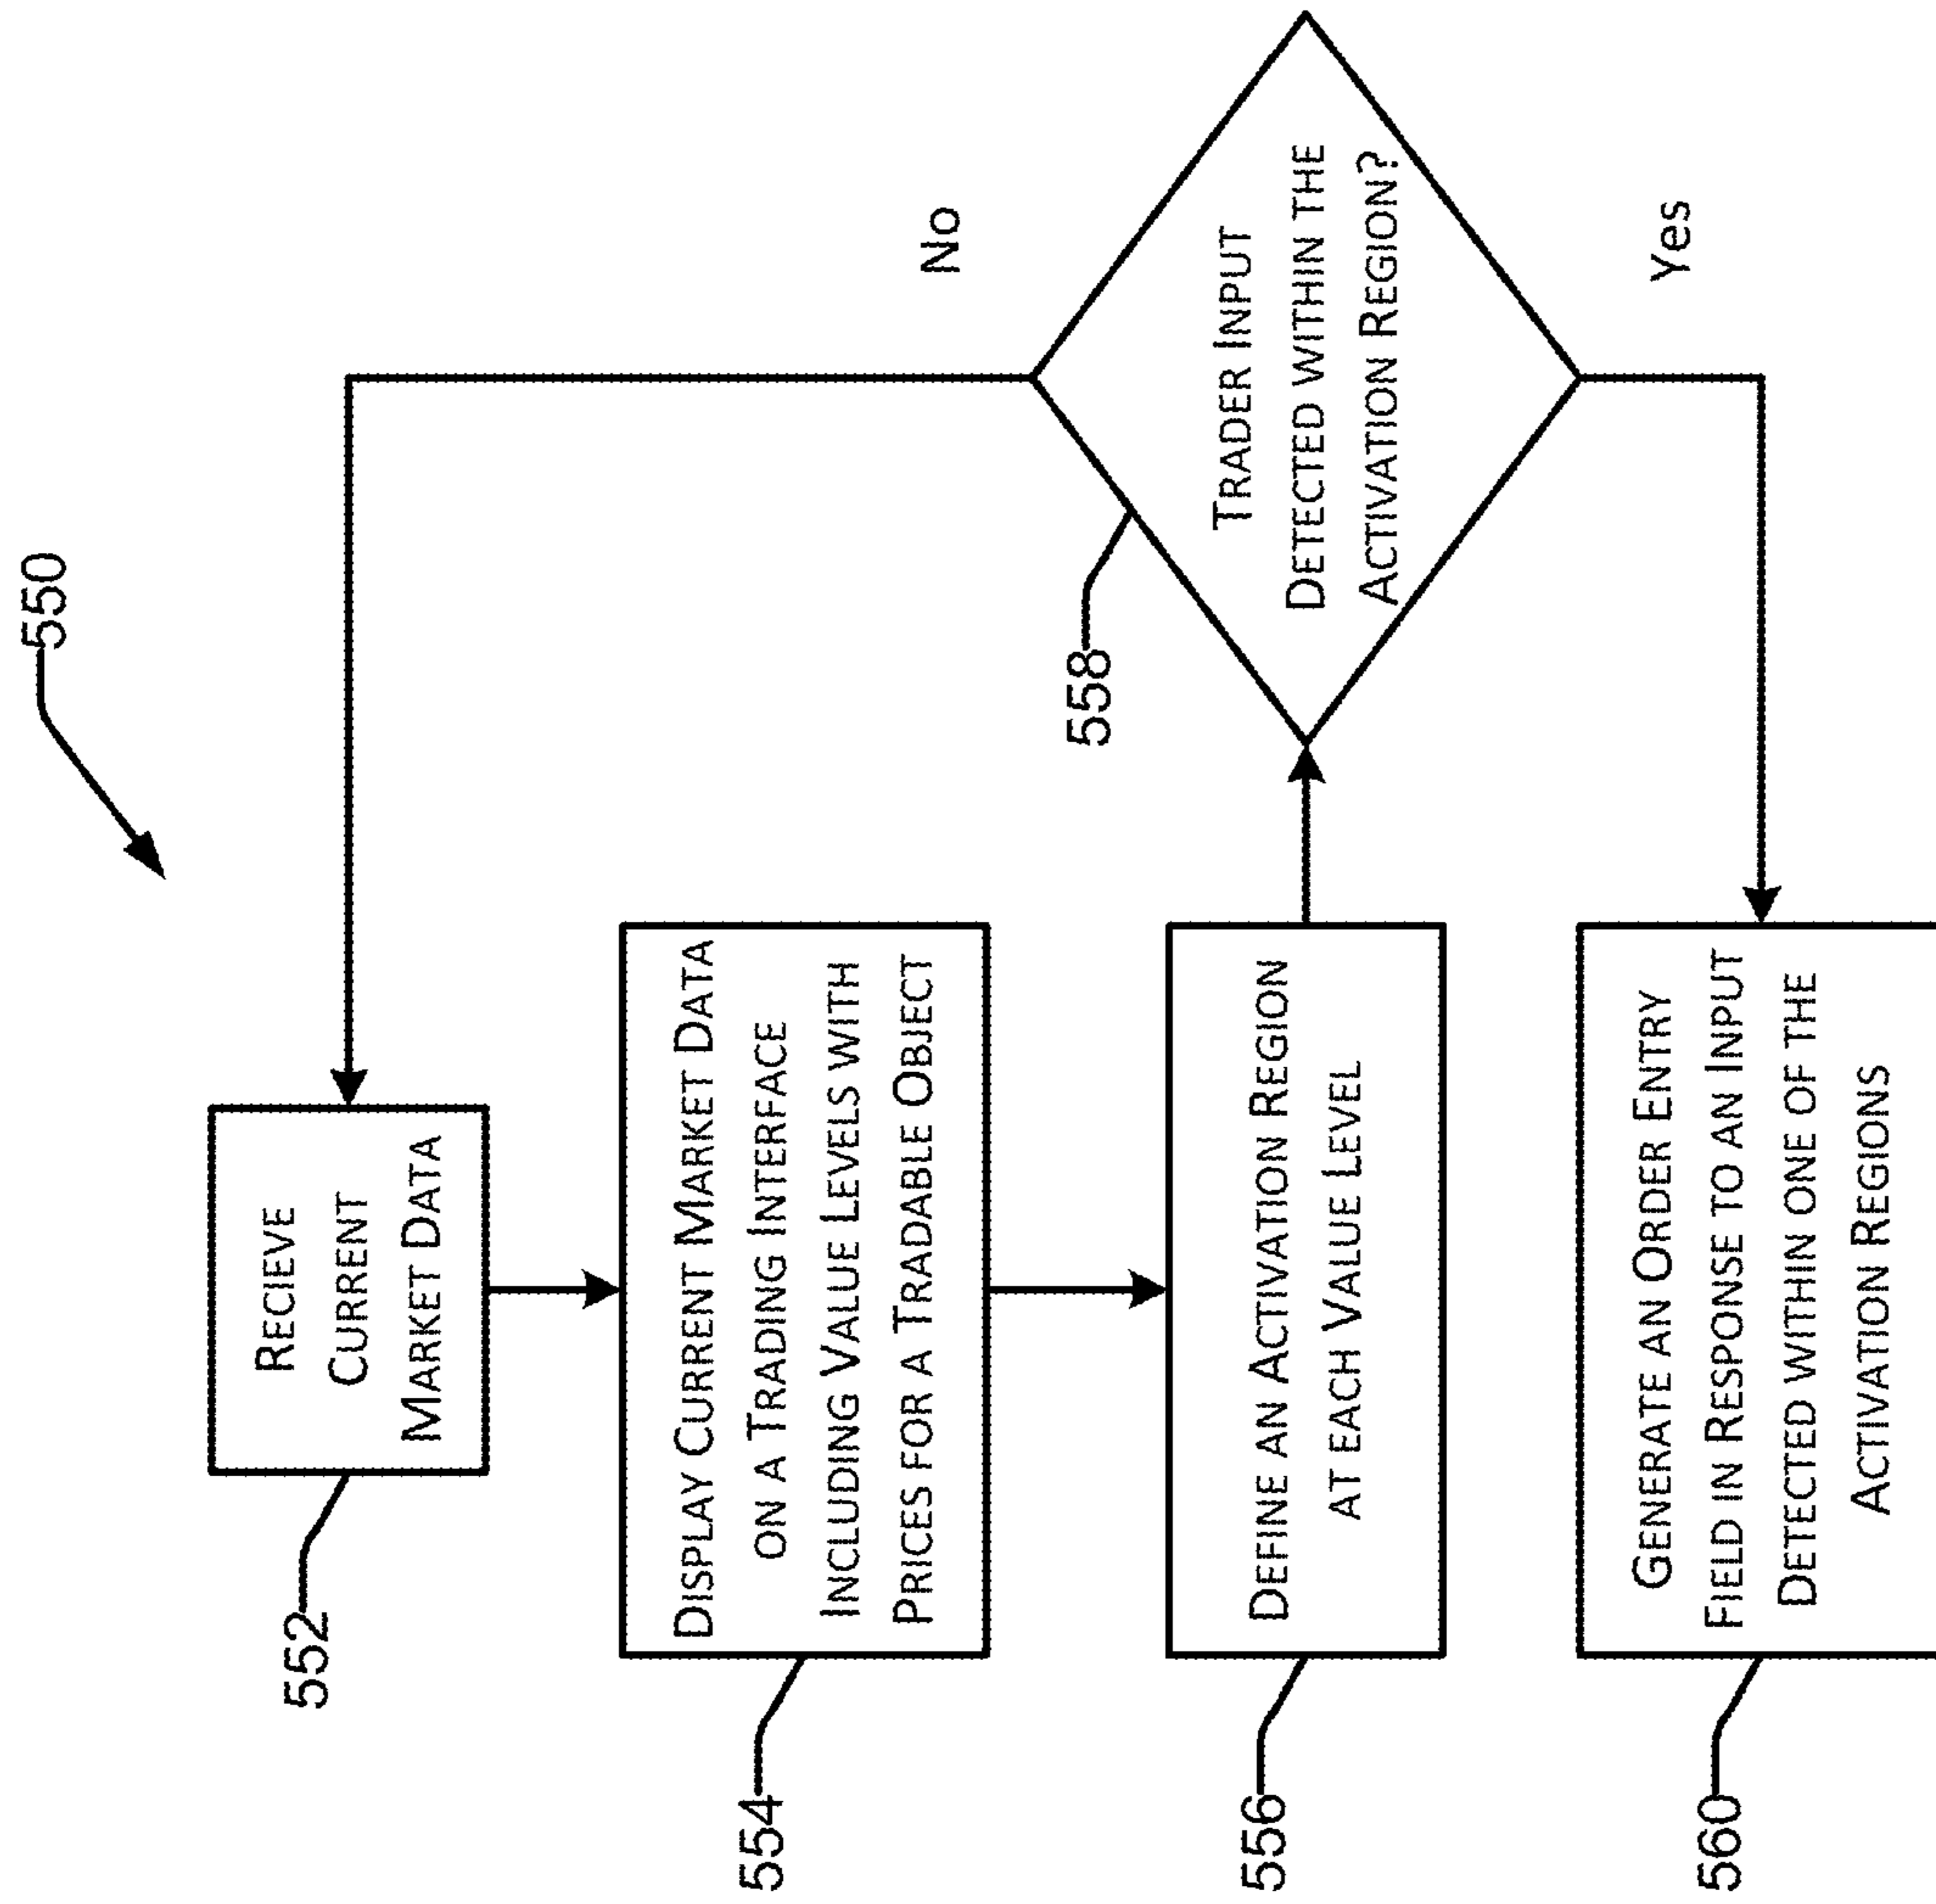 550
552
RECIEVE
CURRENT
MARKET DATA
554
DISPLAY CURRENT MARKET DATA
ON A TRADING INTERFACE
INCLUDING VALUE LEVELS WITH
PRICES FOR A TRADABLE OBJECT
556
DEFINE AN ACTIVATION REGION
AT EACH VALUE LEVEL
558
TRADER INPUT
DETECTED WITHIN THE
ACTIVATION REGION?
No
Yes
560
GENERATE AN ORDER ENTRY
FIELD IN RESPONSE TO AN INPUT
DETECTED WITHIN ONE OF THE
ACTIVATION REGIONS